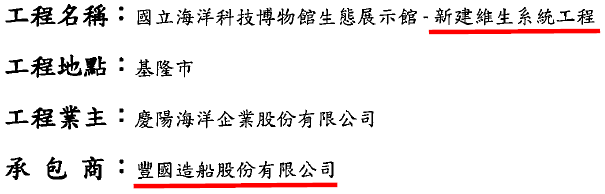 工程名稱：國立海洋科技博物館生態展示館-新建維生系統工程
工程地點：基隆市
工程業主：慶陽海洋企業股份有限公司
承包商：豐國造船股份有限公司